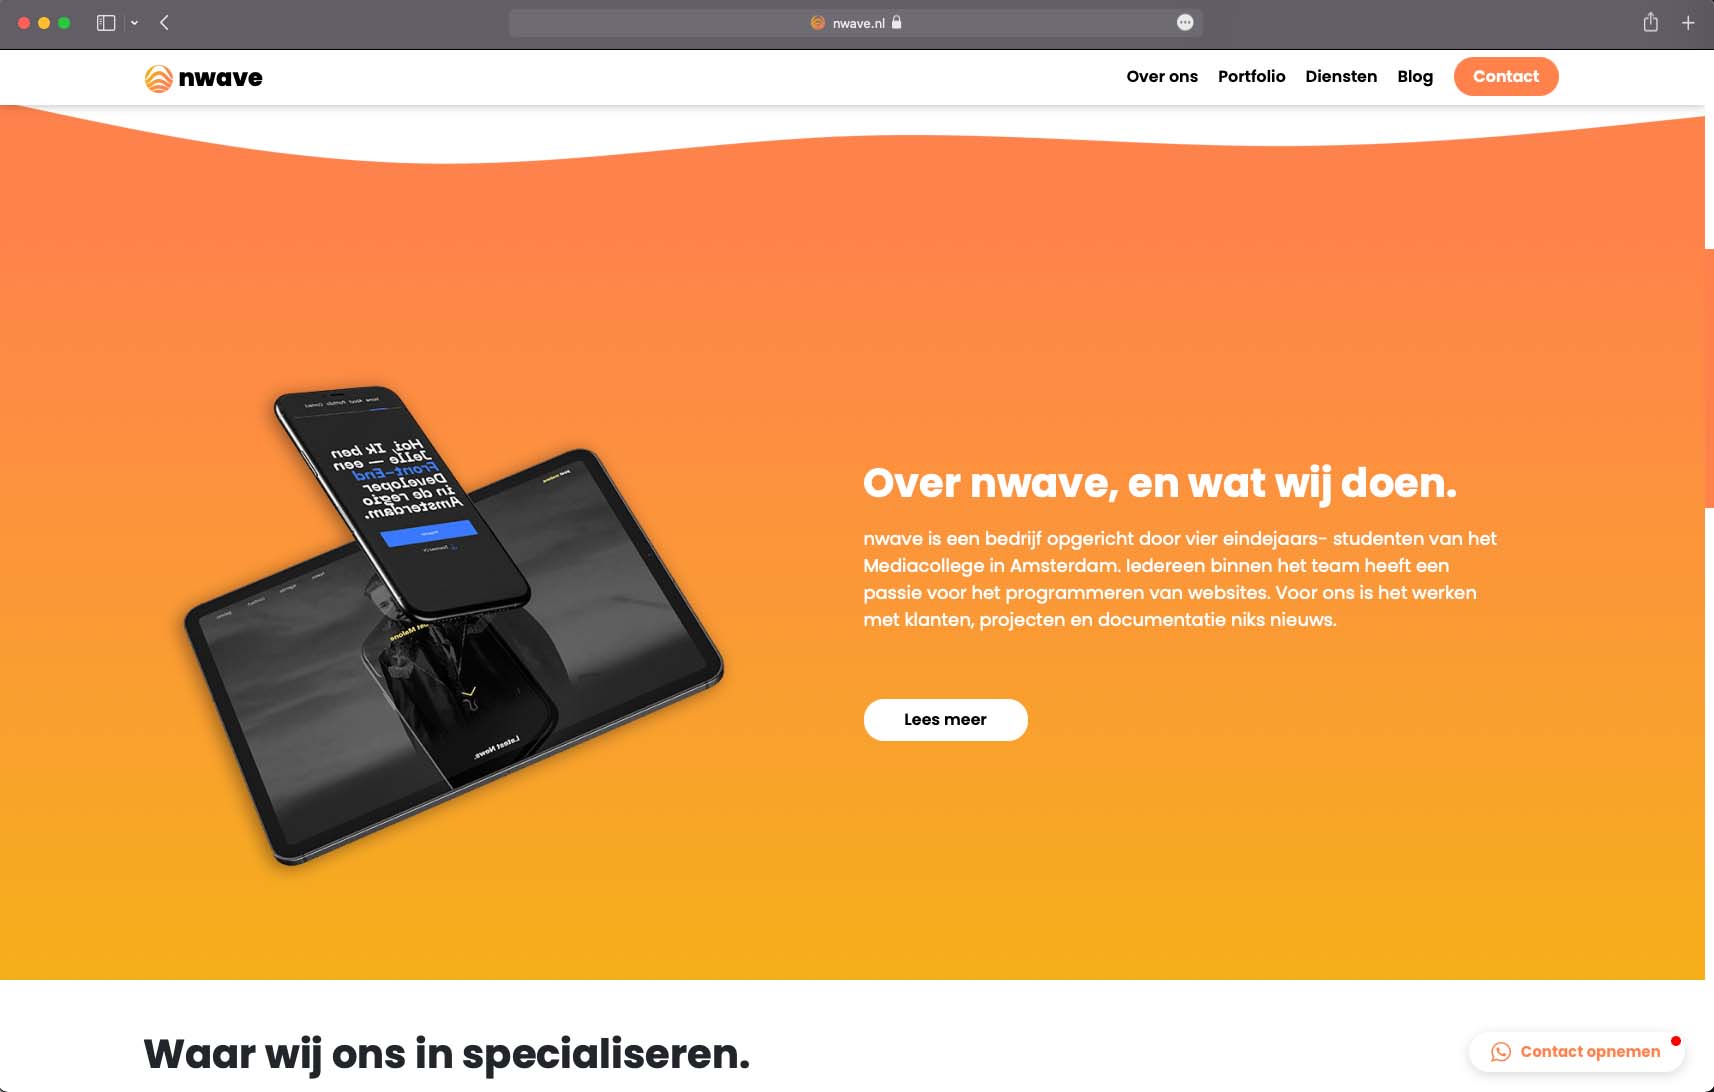 nwave.nl
nwave
Over ons Portfolio Diensten Blog Contact
Hoi, Ik ben
Jelle — een
Front-End
Developer
in de regio
Amsterdam.
Latest News.
Over nwave, en wat wij doen.
nwave is een bedrijf opgericht door vier eindejaars- studenten van het
Mediacollege in Amsterdam. Iedereen binnen het team heeft een
passie voor het programmeren van websites. Voor ons is het werken
met klanten, projecten en documentatie niks nieuws.
Lees meer
Waar wij ons in specialiseren.
Contact opnemen